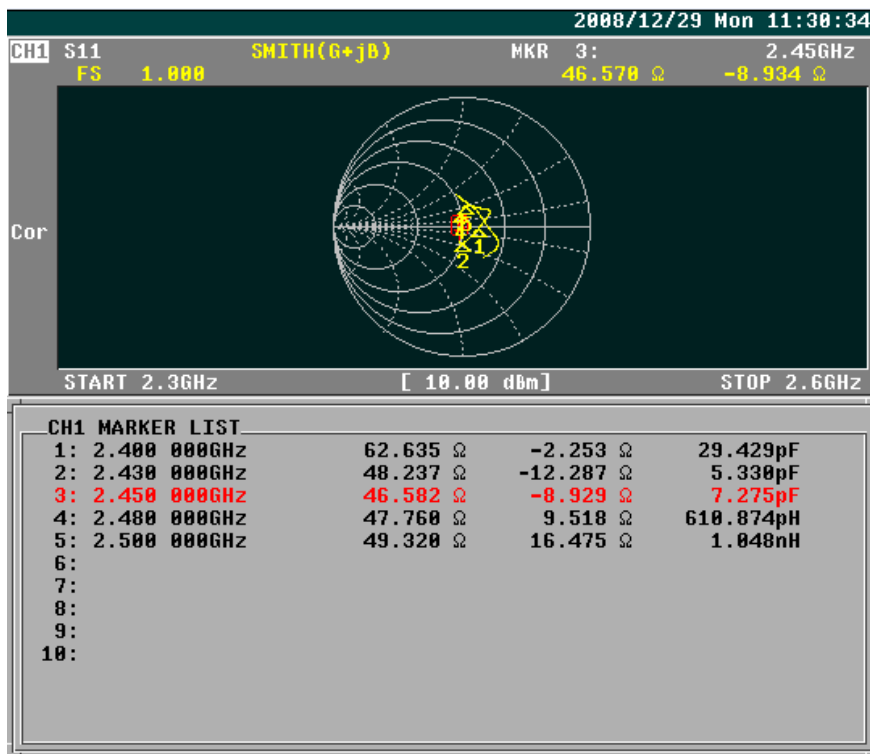 2008/12/29 Mon 11:30:34
CH1 S11 SMITH(G+jB) MKR 3: 2.45GHz
FS 1.000 46.570 Ω -8.934 Ω
1
2
Cor
START 2.3GHz [ 10.00 dBm] STOP 2.6GHz
CH1 MARKER LIST
1: 2.400 000GHz 62.635 Ω -2.253 Ω 29.429pF
2: 2.430 000GHz 48.237 Ω -12.287 Ω 5.330pF
3: 2.450 000GHz 46.582 Ω -8.929 Ω 7.275pF
4: 2.480 000GHz 47.760 Ω 9.518 Ω 610.874pH
5: 2.500 000GHz 49.320 Ω 16.475 Ω 1.048nH
6:
7:
8:
9:
10: